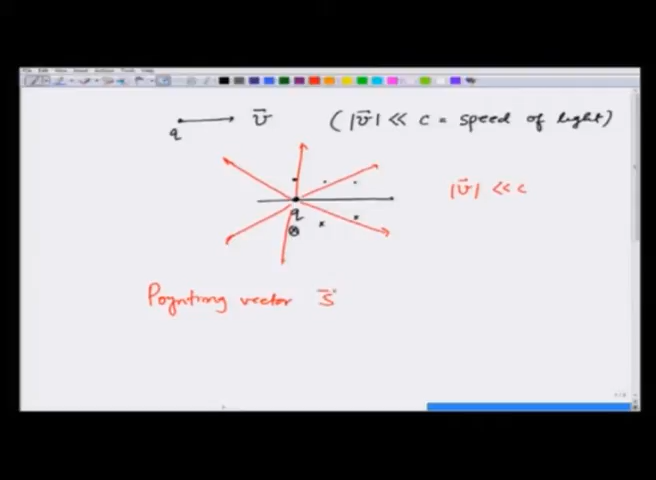 q v⃗ (|v⃗| << c = speed of light)
|v⃗| << c
q
Poynting vector S⃗